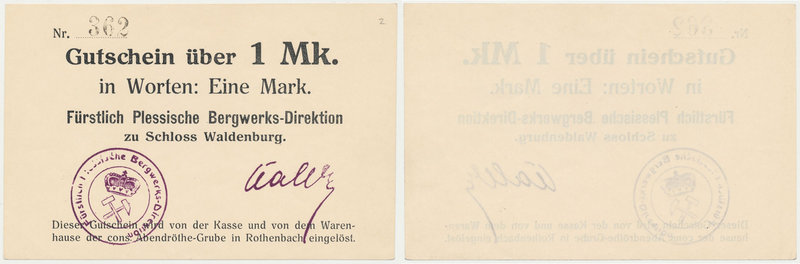 Nr. 362
2
Gutschein über 1 Mk.
in Worten: Eine Mark.
Fürstlich Plessische Bergwerks-Direktion
zu Schloss Waldenburg.
Fürstlich Plessische Bergwerks-Direktion
Dieser Gutschein wird von der Kasse und von dem Waren-
hause der cons. Abendröthe-Grube in Rothenbach eingelöst.